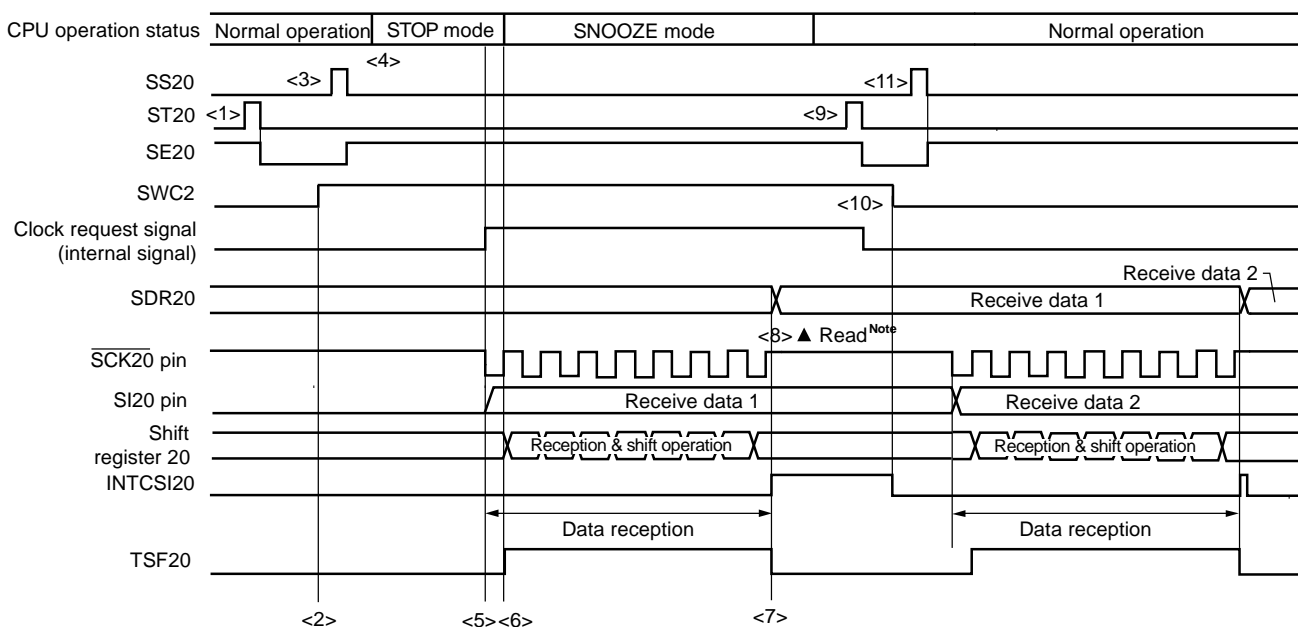 CPU operation status Normal operation STOP mode SNOOZE mode Normal operation
<4>
SS20 <3> <11>
ST20 <1> <9>
SE20
SWC2
<10>
Clock request signal
(internal signal)
Receive data 2
SDR20 Receive data 1
<8> ▲ Read Note
SCK20 pin
SI20 pin Receive data 1 Receive data 2
Shift
register 20 Reception & shift operation Reception & shift operation
INTCSI20
Data reception Data reception
TSF20
<2> <5> <6> <7>